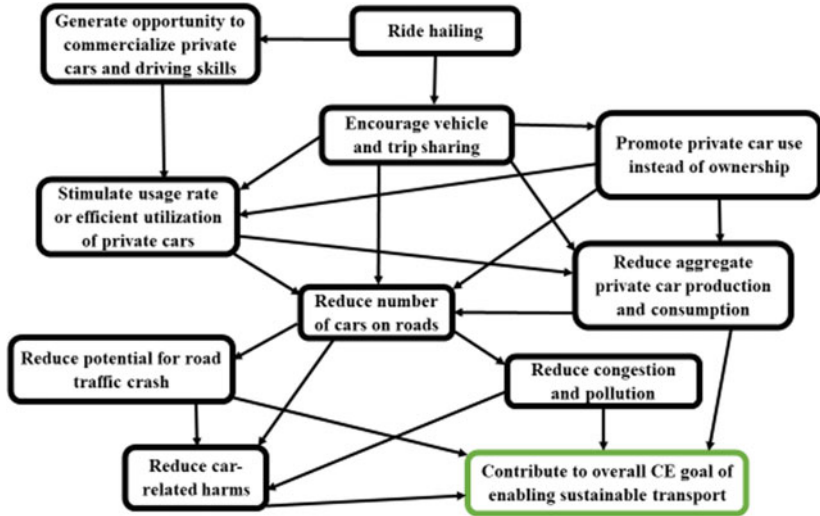 Generate opportunity to
commercialize private
cars and driving skills
Ride hailing
Encourage vehicle
and trip sharing
Promote private car use
instead of ownership
Stimulate usage rate
or efficient utilization
of private cars
Reduce aggregate
private car production
and consumption
Reduce number
of cars on roads
Reduce potential for road
traffic crash
Reduce congestion
and pollution
Reduce car-
related harms
Contribute to overall CE goal of
enabling sustainable transport